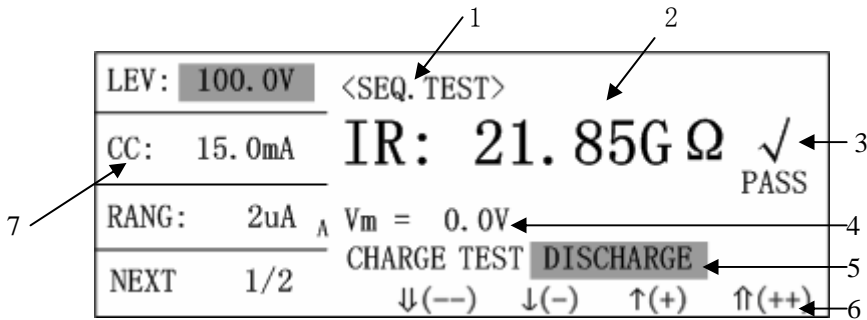 1
2
LEV: 100.0V
<SEQ.TEST>
CC: 15.0mA
IR: 21.85GΩ
√
3
PASS
7
RANG: 2uA A
Vm = 0.0V
4
CHARGE TEST DISCHARGE
5
NEXT 1/2
⇓(--) ↓(-) ↑(+) ⇑(++)
6